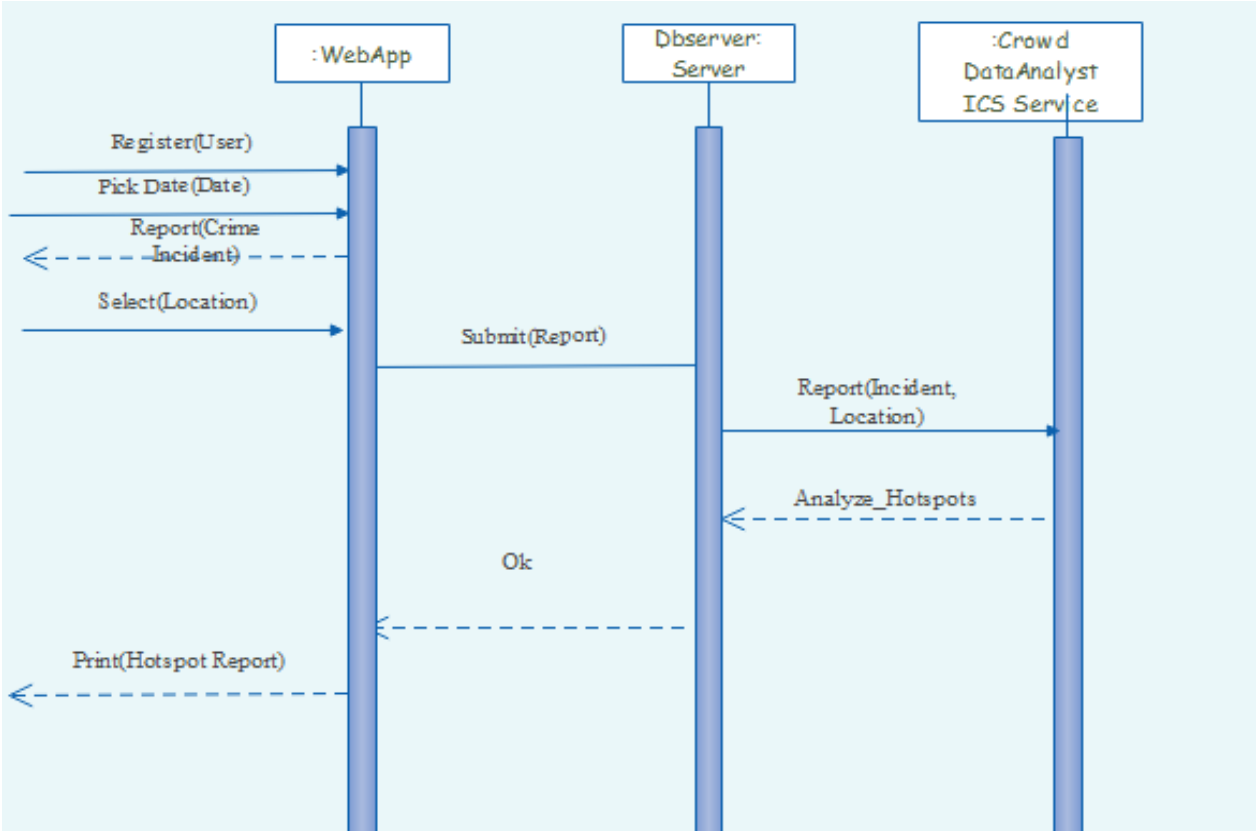 :WebApp
Dbserver:
Server
:Crowd
DataAnalyst
ICS Service
Register(User)
Pick Date(Date)
Report(Crime
Incident)
Select(Location)
Submit(Report)
Report(Incident,
Location)
Analyze_Hotspots
Ok
Print(Hotspot Report)